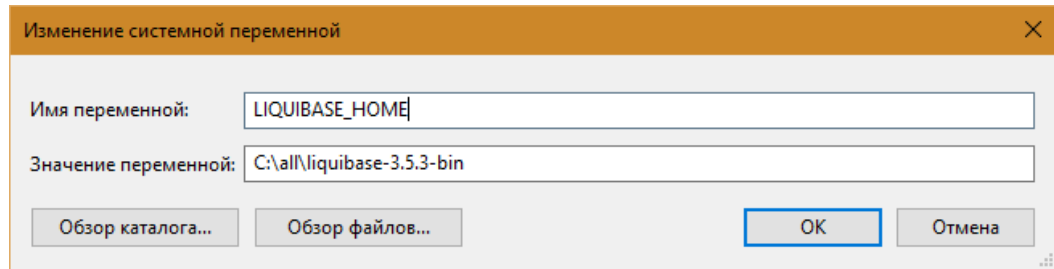 Изменение системной переменной
Имя переменной: LIQUIBASE_HOME
Значение переменной: C:\all\liquibase-3.5.3-bin
Обзор каталога... Обзор файлов... OK Отмена